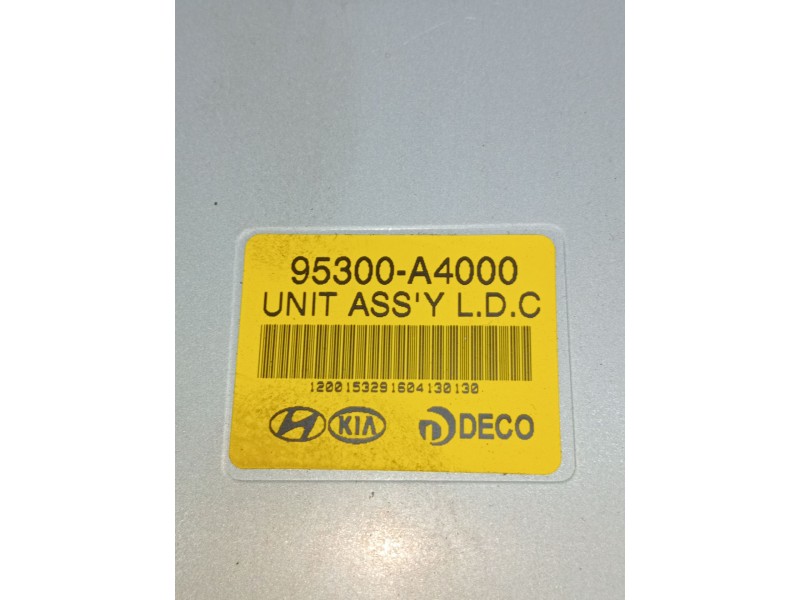 95300-A4000
UNIT ASS'Y L.D.C
1200153291604130130
KIA DECO